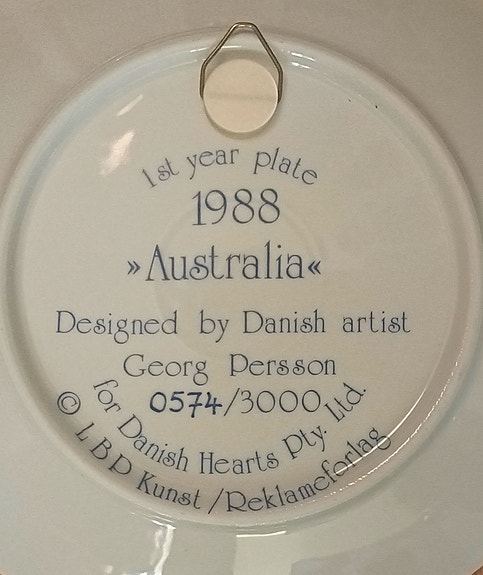 1st year plate
1988
»Australia«
Designed by Danish artist
Georg Persson
0574/3000
for Danish Hearts Pty. Ltd.
© LBP Kunst /Reklameforlag